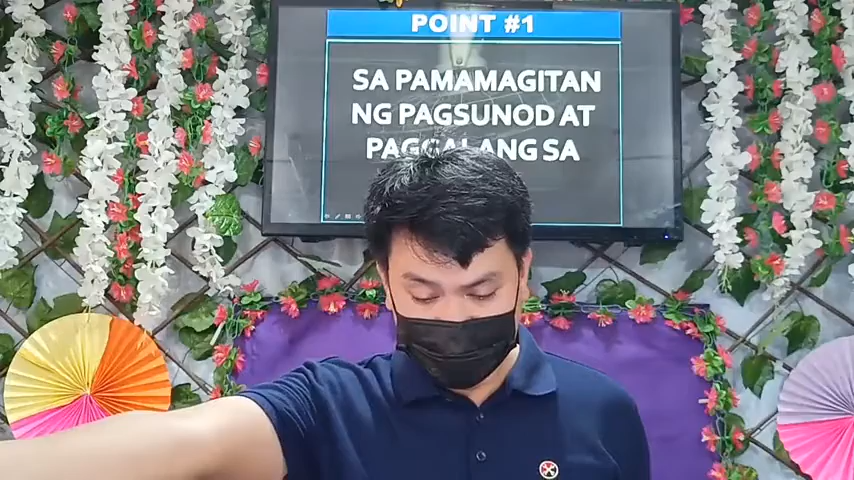 POINT #1
SA PAMAMAGITAN
NG PAGSUNOD AT
PAGGALANG SA